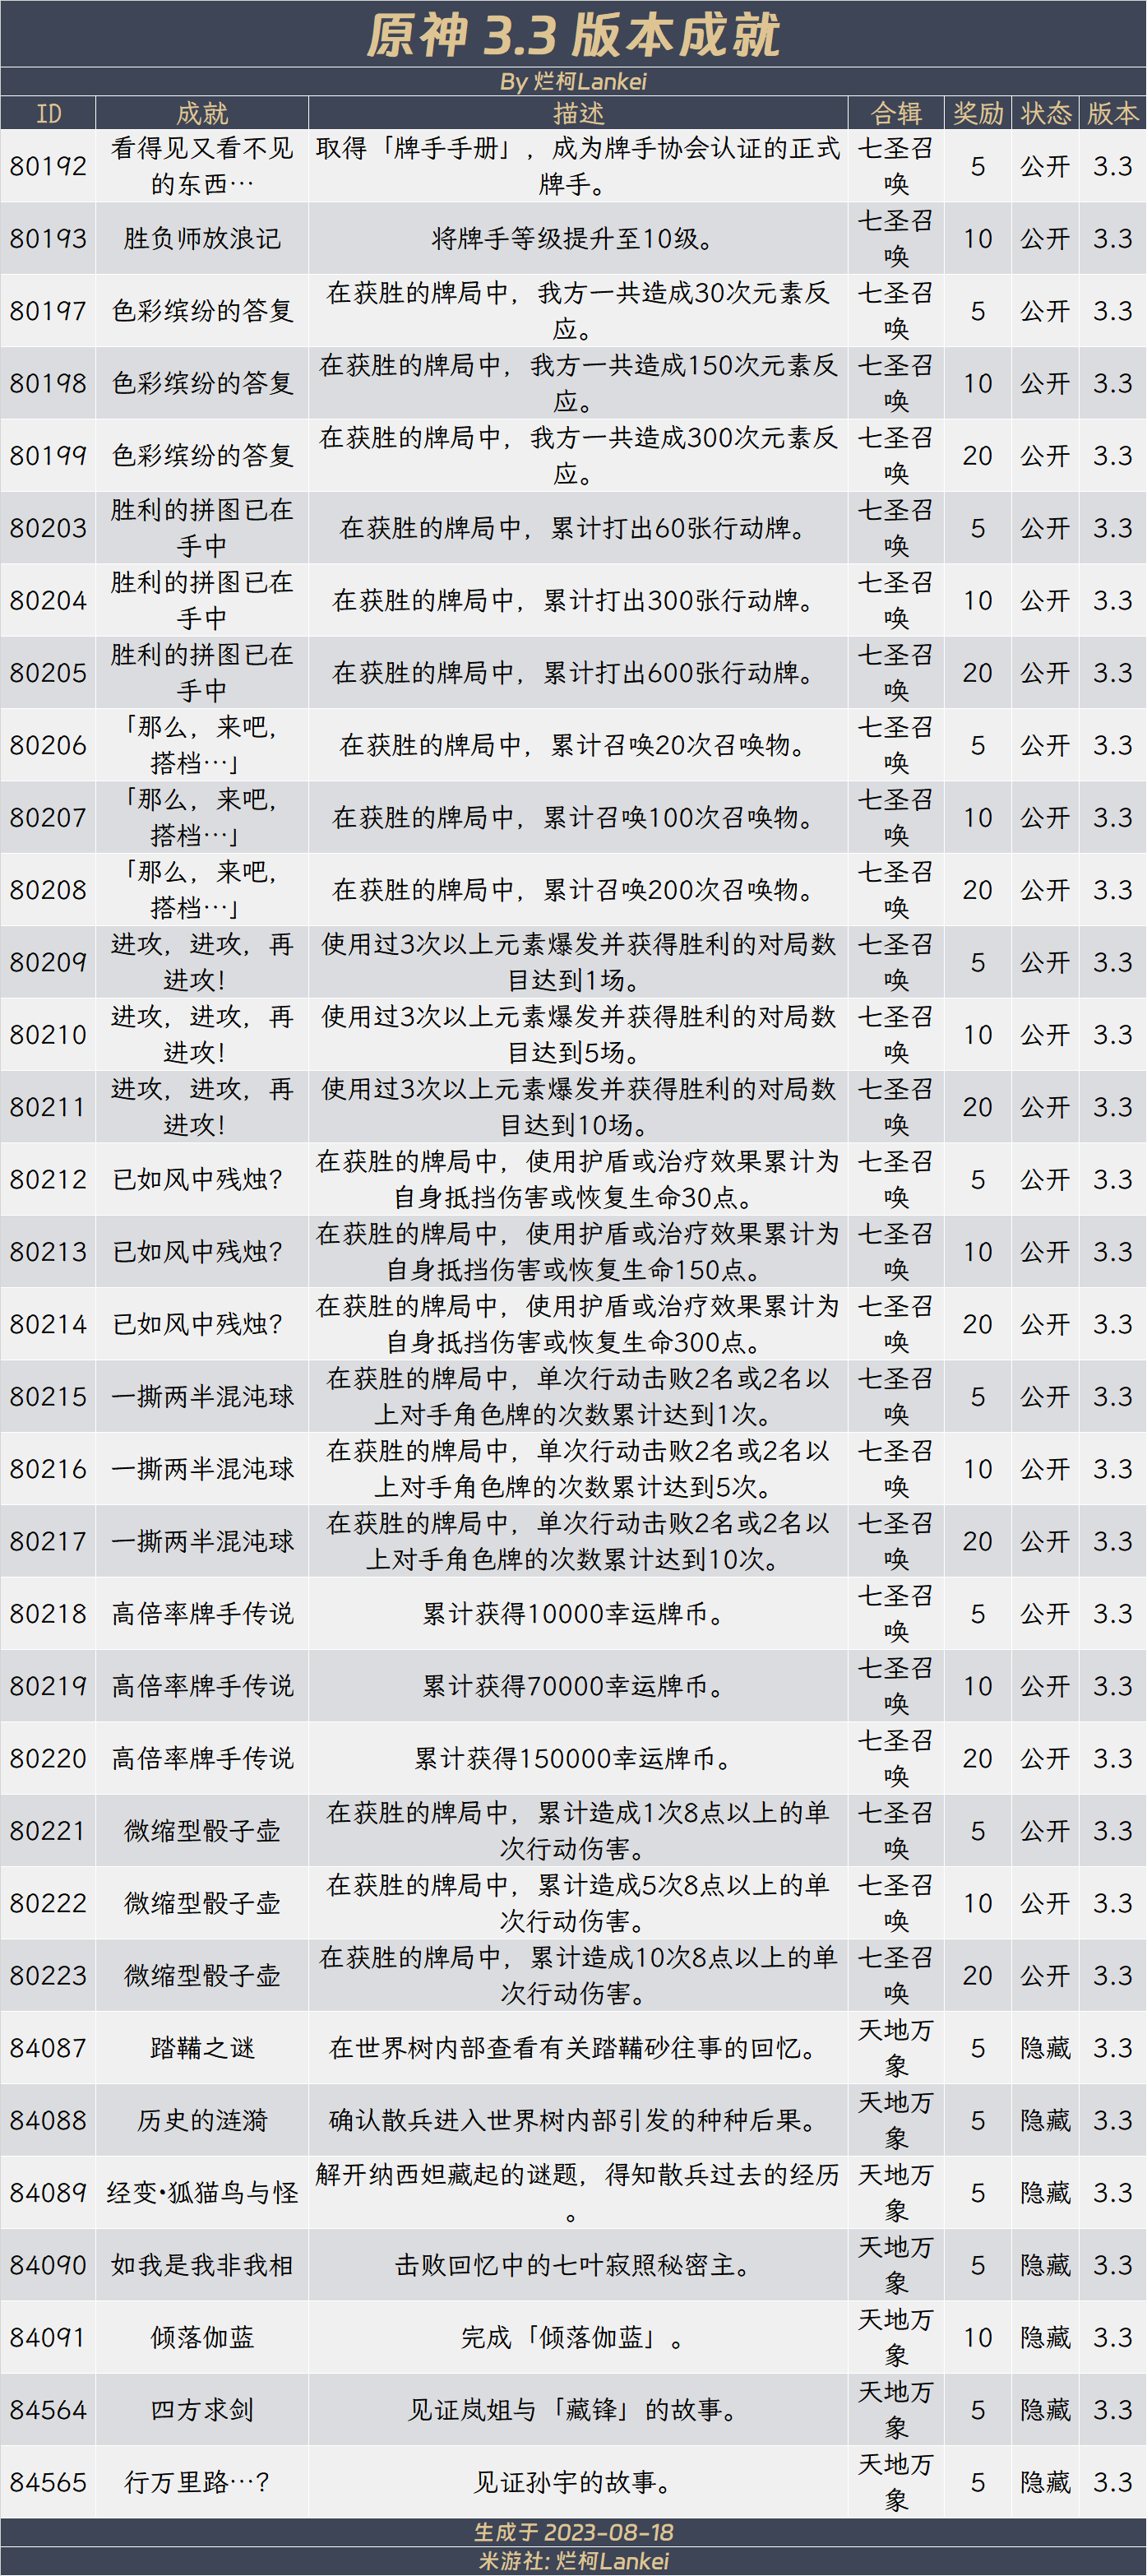 原神 3.3 版本成就
By 烂柯Lankei
ID 成就 描述 合辑 奖励 状态 版本
80192 看得见又看不见的东西… 取得「牌手手册」，成为牌手协会认证的正式牌手。 七圣召唤 5 公开 3.3
80193 胜负师放浪记 将牌手等级提升至10级。 七圣召唤 10 公开 3.3
80197 色彩缤纷的答复 在获胜的牌局中，我方一共造成30次元素反应。 七圣召唤 5 公开 3.3
80198 色彩缤纷的答复 在获胜的牌局中，我方一共造成150次元素反应。 七圣召唤 10 公开 3.3
80199 色彩缤纷的答复 在获胜的牌局中，我方一共造成300次元素反应。 七圣召唤 20 公开 3.3
80203 胜利的拼图已在手中 在获胜的牌局中，累计打出60张行动牌。 七圣召唤 5 公开 3.3
80204 胜利的拼图已在手中 在获胜的牌局中，累计打出300张行动牌。 七圣召唤 10 公开 3.3
80205 胜利的拼图已在手中 在获胜的牌局中，累计打出600张行动牌。 七圣召唤 20 公开 3.3
80206 「那么，来吧，搭档…」 在获胜的牌局中，累计召唤20次召唤物。 七圣召唤 5 公开 3.3
80207 「那么，来吧，搭档…」 在获胜的牌局中，累计召唤100次召唤物。 七圣召唤 10 公开 3.3
80208 「那么，来吧，搭档…」 在获胜的牌局中，累计召唤200次召唤物。 七圣召唤 20 公开 3.3
80209 进攻，进攻，再进攻！ 使用过3次以上元素爆发并获得胜利的对局数目达到1场。 七圣召唤 5 公开 3.3
80210 进攻，进攻，再进攻！ 使用过3次以上元素爆发并获得胜利的对局数目达到5场。 七圣召唤 10 公开 3.3
80211 进攻，进攻，再进攻！ 使用过3次以上元素爆发并获得胜利的对局数目达到10场。 七圣召唤 20 公开 3.3
80212 已如风中残烛？ 在获胜的牌局中，使用护盾或治疗效果累计为自身抵挡伤害或恢复生命30点。 七圣召唤 5 公开 3.3
80213 已如风中残烛？ 在获胜的牌局中，使用护盾或治疗效果累计为自身抵挡伤害或恢复生命150点。 七圣召唤 10 公开 3.3
80214 已如风中残烛？ 在获胜的牌局中，使用护盾或治疗效果累计为自身抵挡伤害或恢复生命300点。 七圣召唤 20 公开 3.3
80215 一撕两半混沌球 在获胜的牌局中，单次行动击败2名或2名以上对手角色牌的次数累计达到1次。 七圣召唤 5 公开 3.3
80216 一撕两半混沌球 在获胜的牌局中，单次行动击败2名或2名以上对手角色牌的次数累计达到5次。 七圣召唤 10 公开 3.3
80217 一撕两半混沌球 在获胜的牌局中，单次行动击败2名或2名以上对手角色牌的次数累计达到10次。 七圣召唤 20 公开 3.3
80218 高倍率牌手传说 累计获得10000幸运牌币。 七圣召唤 5 公开 3.3
80219 高倍率牌手传说 累计获得70000幸运牌币。 七圣召唤 10 公开 3.3
80220 高倍率牌手传说 累计获得150000幸运牌币。 七圣召唤 20 公开 3.3
80221 微缩型骰子壶 在获胜的牌局中，累计造成1次8点以上的单次行动伤害。 七圣召唤 5 公开 3.3
80222 微缩型骰子壶 在获胜的牌局中，累计造成5次8点以上的单次行动伤害。 七圣召唤 10 公开 3.3
80223 微缩型骰子壶 在获胜的牌局中，累计造成10次8点以上的单次行动伤害。 七圣召唤 20 公开 3.3
84087 踏鞴之谜 在世界树内部查看有关踏鞴砂往事的回忆。 天地万象 5 隐藏 3.3
84088 历史的涟漪 确认散兵进入世界树内部引发的种种后果。 天地万象 5 隐藏 3.3
84089 经变•狐猫鸟与怪 解开纳西妲藏起的谜题，得知散兵过去的经历。 天地万象 5 隐藏 3.3
84090 如我是我非我相 击败回忆中的七叶寂照秘密主。 天地万象 5 隐藏 3.3
84091 倾落伽蓝 完成「倾落伽蓝」。 天地万象 10 隐藏 3.3
84564 四方求剑 见证岚姐与「藏锋」的故事。 天地万象 5 隐藏 3.3
84565 行万里路…？ 见证孙宇的故事。 天地万象 5 隐藏 3.3
生成于 2023-08-18
米游社: 烂柯Lankei